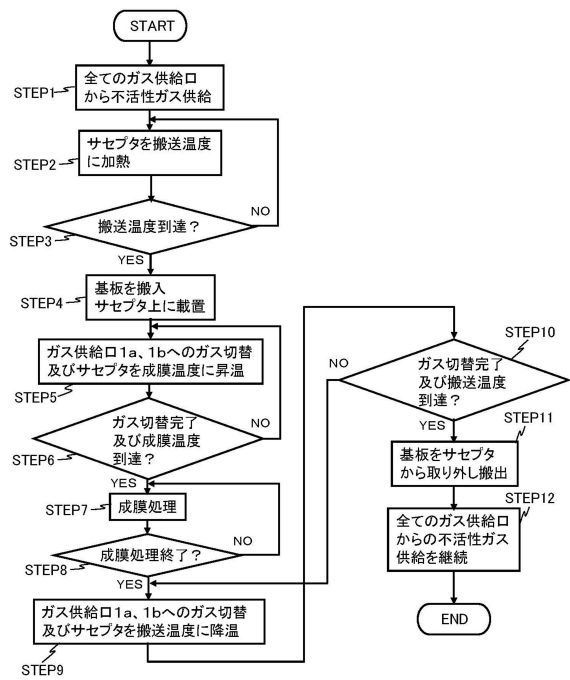 START
STEP1
全てのガス供給口
から不活性ガス供給
STEP2
サセプタを搬送温度
に加熱
STEP3
搬送温度到達？
NO
YES
STEP4
基板を搬入
サセプタ上に載置
STEP5
ガス供給口1a、1bへのガス切替
及びサセプタを成膜温度に昇温
STEP6
ガス切替完了
及び成膜温度
到達？
NO
YES
STEP7
成膜処理
STEP8
成膜処理終了？
NO
YES
STEP9
ガス供給口1a、1bへのガス切替
及びサセプタを搬送温度に降温
STEP10
ガス切替完了
及び搬送温度
到達？
NO
YES
STEP11
基板をサセプタ
から取り外し搬出
STEP12
全てのガス供給口
からの不活性ガス
供給を継続
END